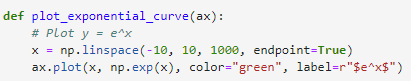 def plot_exponential_curve(ax):
    # Plot y = e^x
    x = np.linspace(-10, 10, 1000, endpoint=True)
    ax.plot(x, np.exp(x), color="green", label=r"$e^x$")